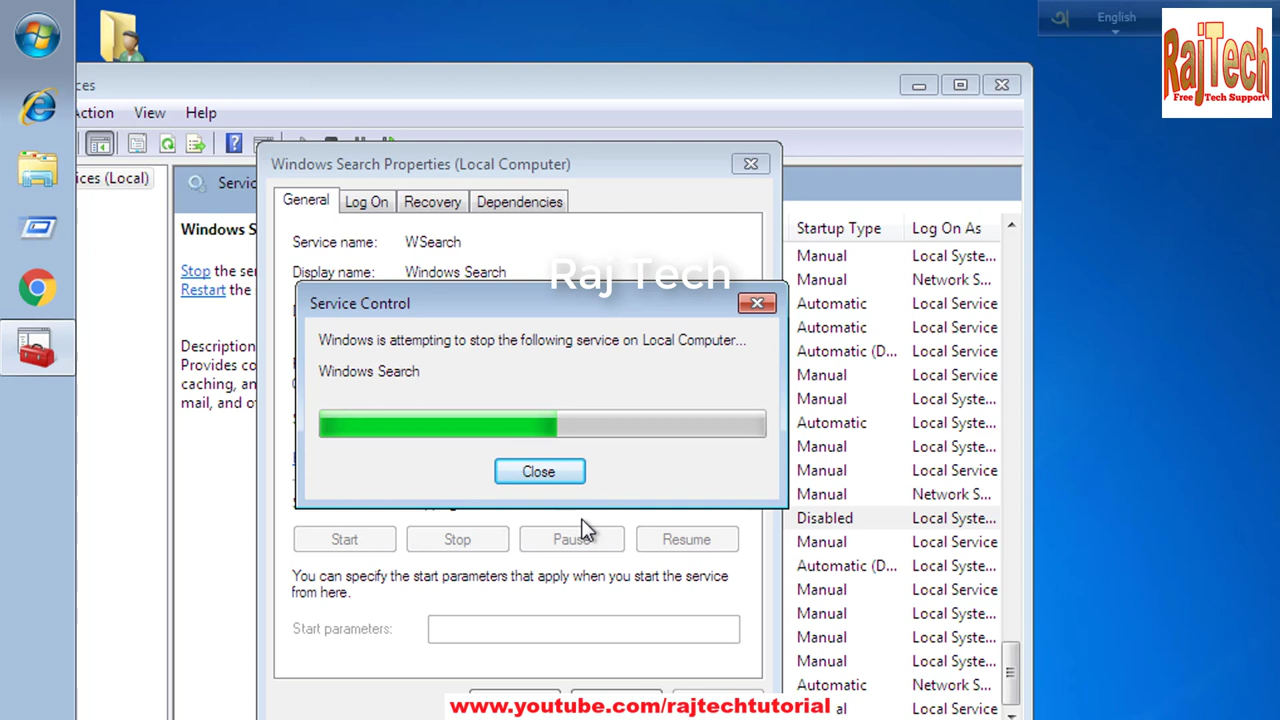 অ English
RajTech
Free Tech Support
ces
Action View Help
ices (Local)
Servic
Windows Search Properties (Local Computer)
General Log On Recovery Dependencies
Service name: WSearch
Display name: Windows Search
Raj Tech
Windows S
Stop the ser
Restart the
Description
Provides co
caching, an
mail, and o
Service Control
Windows is attempting to stop the following service on Local Computer...
Windows Search
Close
Start Stop Pause Resume
You can specify the start parameters that apply when you start the service
from here.
Start parameters:
Startup Type Log On As
Manual Local Syste...
Manual Network S...
Automatic Local Service
Automatic Local Service
Automatic (D... Local Service
Manual Local Service
Manual Local Syste...
Automatic Local Syste...
Manual Local Syste...
Manual Local Service
Manual Network S...
Disabled Local Syste...
Manual Local Service
Automatic (D... Local Syste...
Manual Local Service
Manual Local Syste...
Manual Local Syste...
Manual Local Syste...
Automatic Network S...
Manual Local Service
www.youtube.com/rajtechtutorial